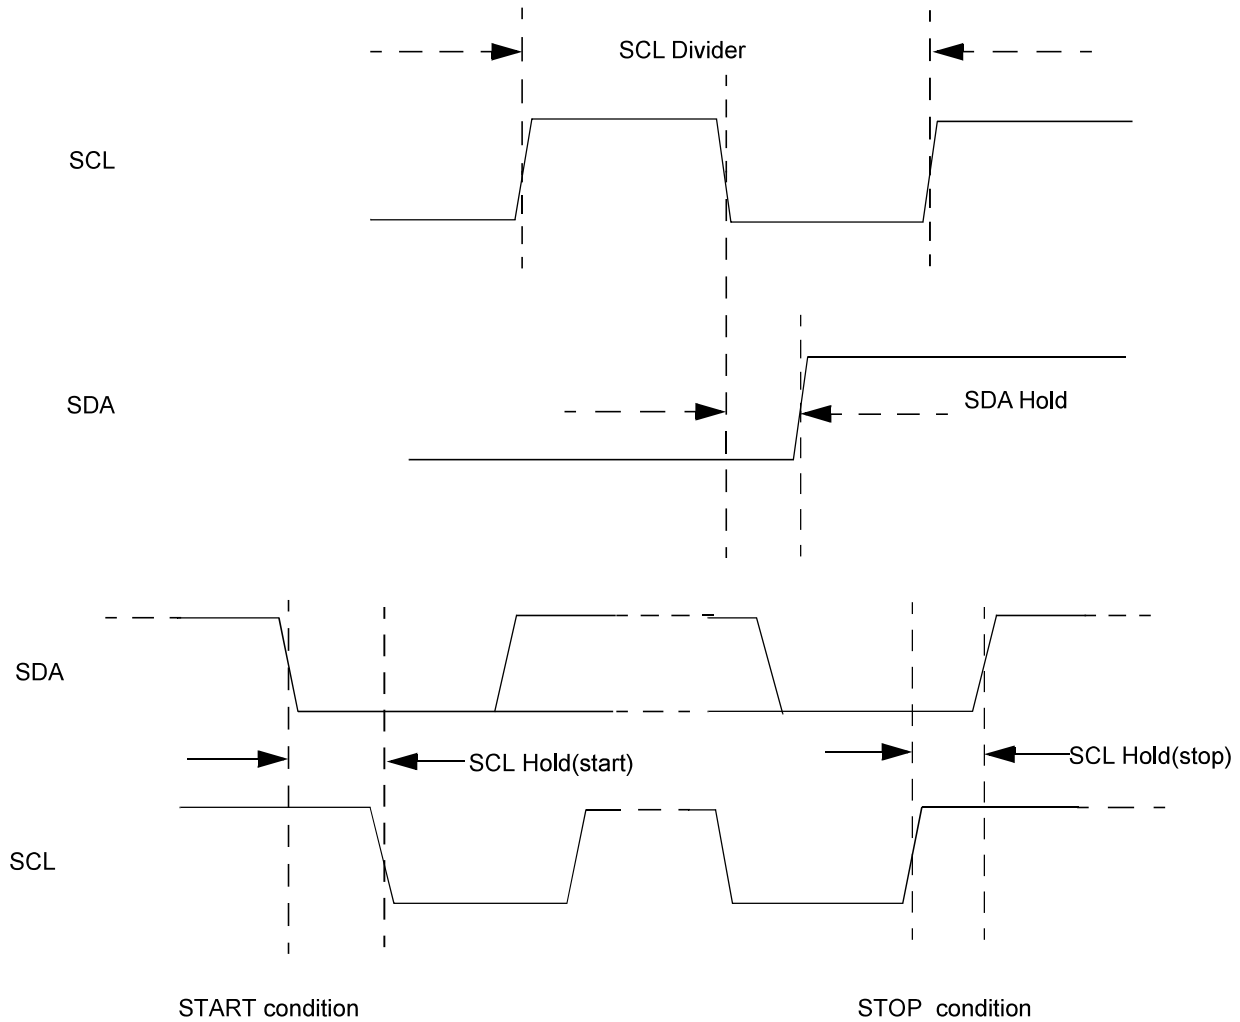 SCL Divider
SCL
SDA
SDA Hold
SDA
SCL Hold(start)
SCL Hold(stop)
SCL
START condition
STOP condition